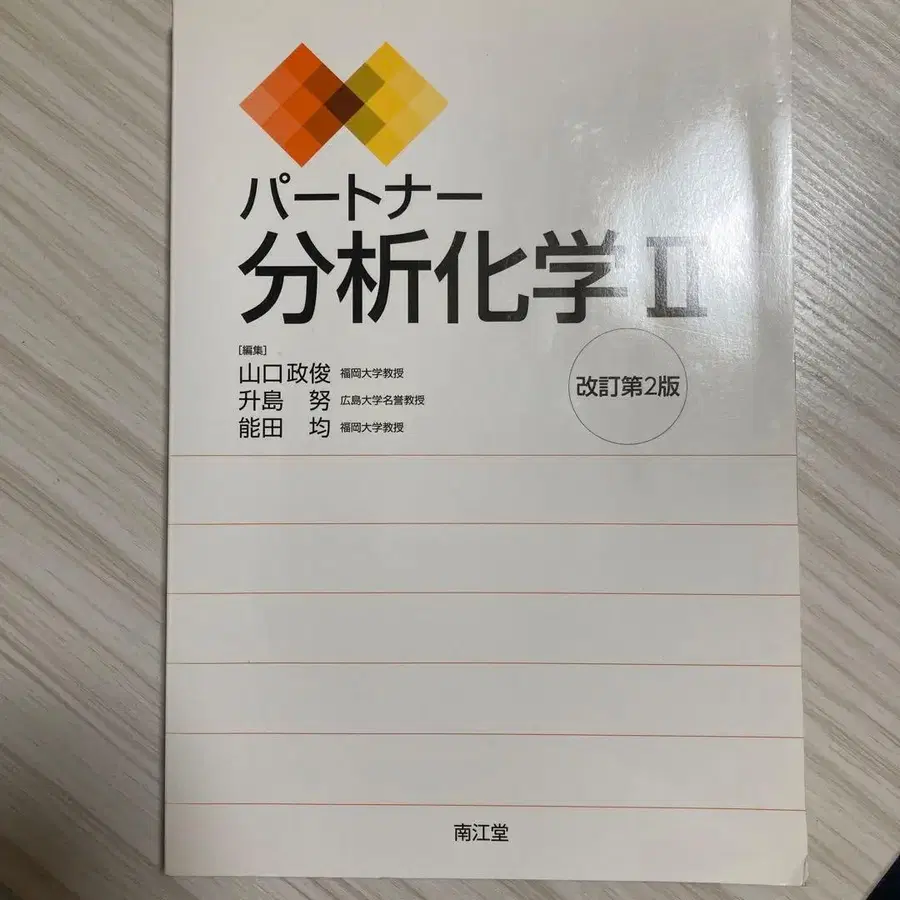 パートナー
分析化学Ⅱ
[編集]
山口政俊 福岡大学教授
升島 努 広島大学名誉教授
能田 均 福岡大学教授
改訂第2版
南江堂